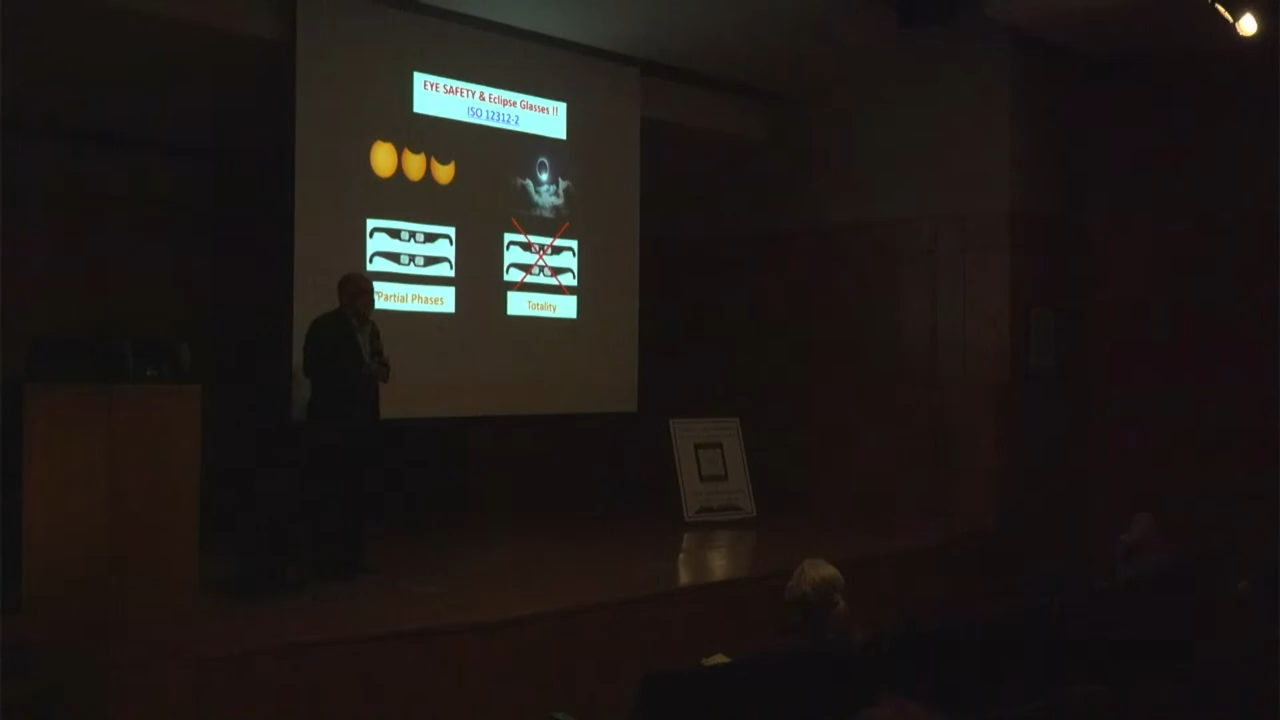 EYE SAFETY & Eclipse Glasses !!
ISO 12312-2
Partial Phases
Totality